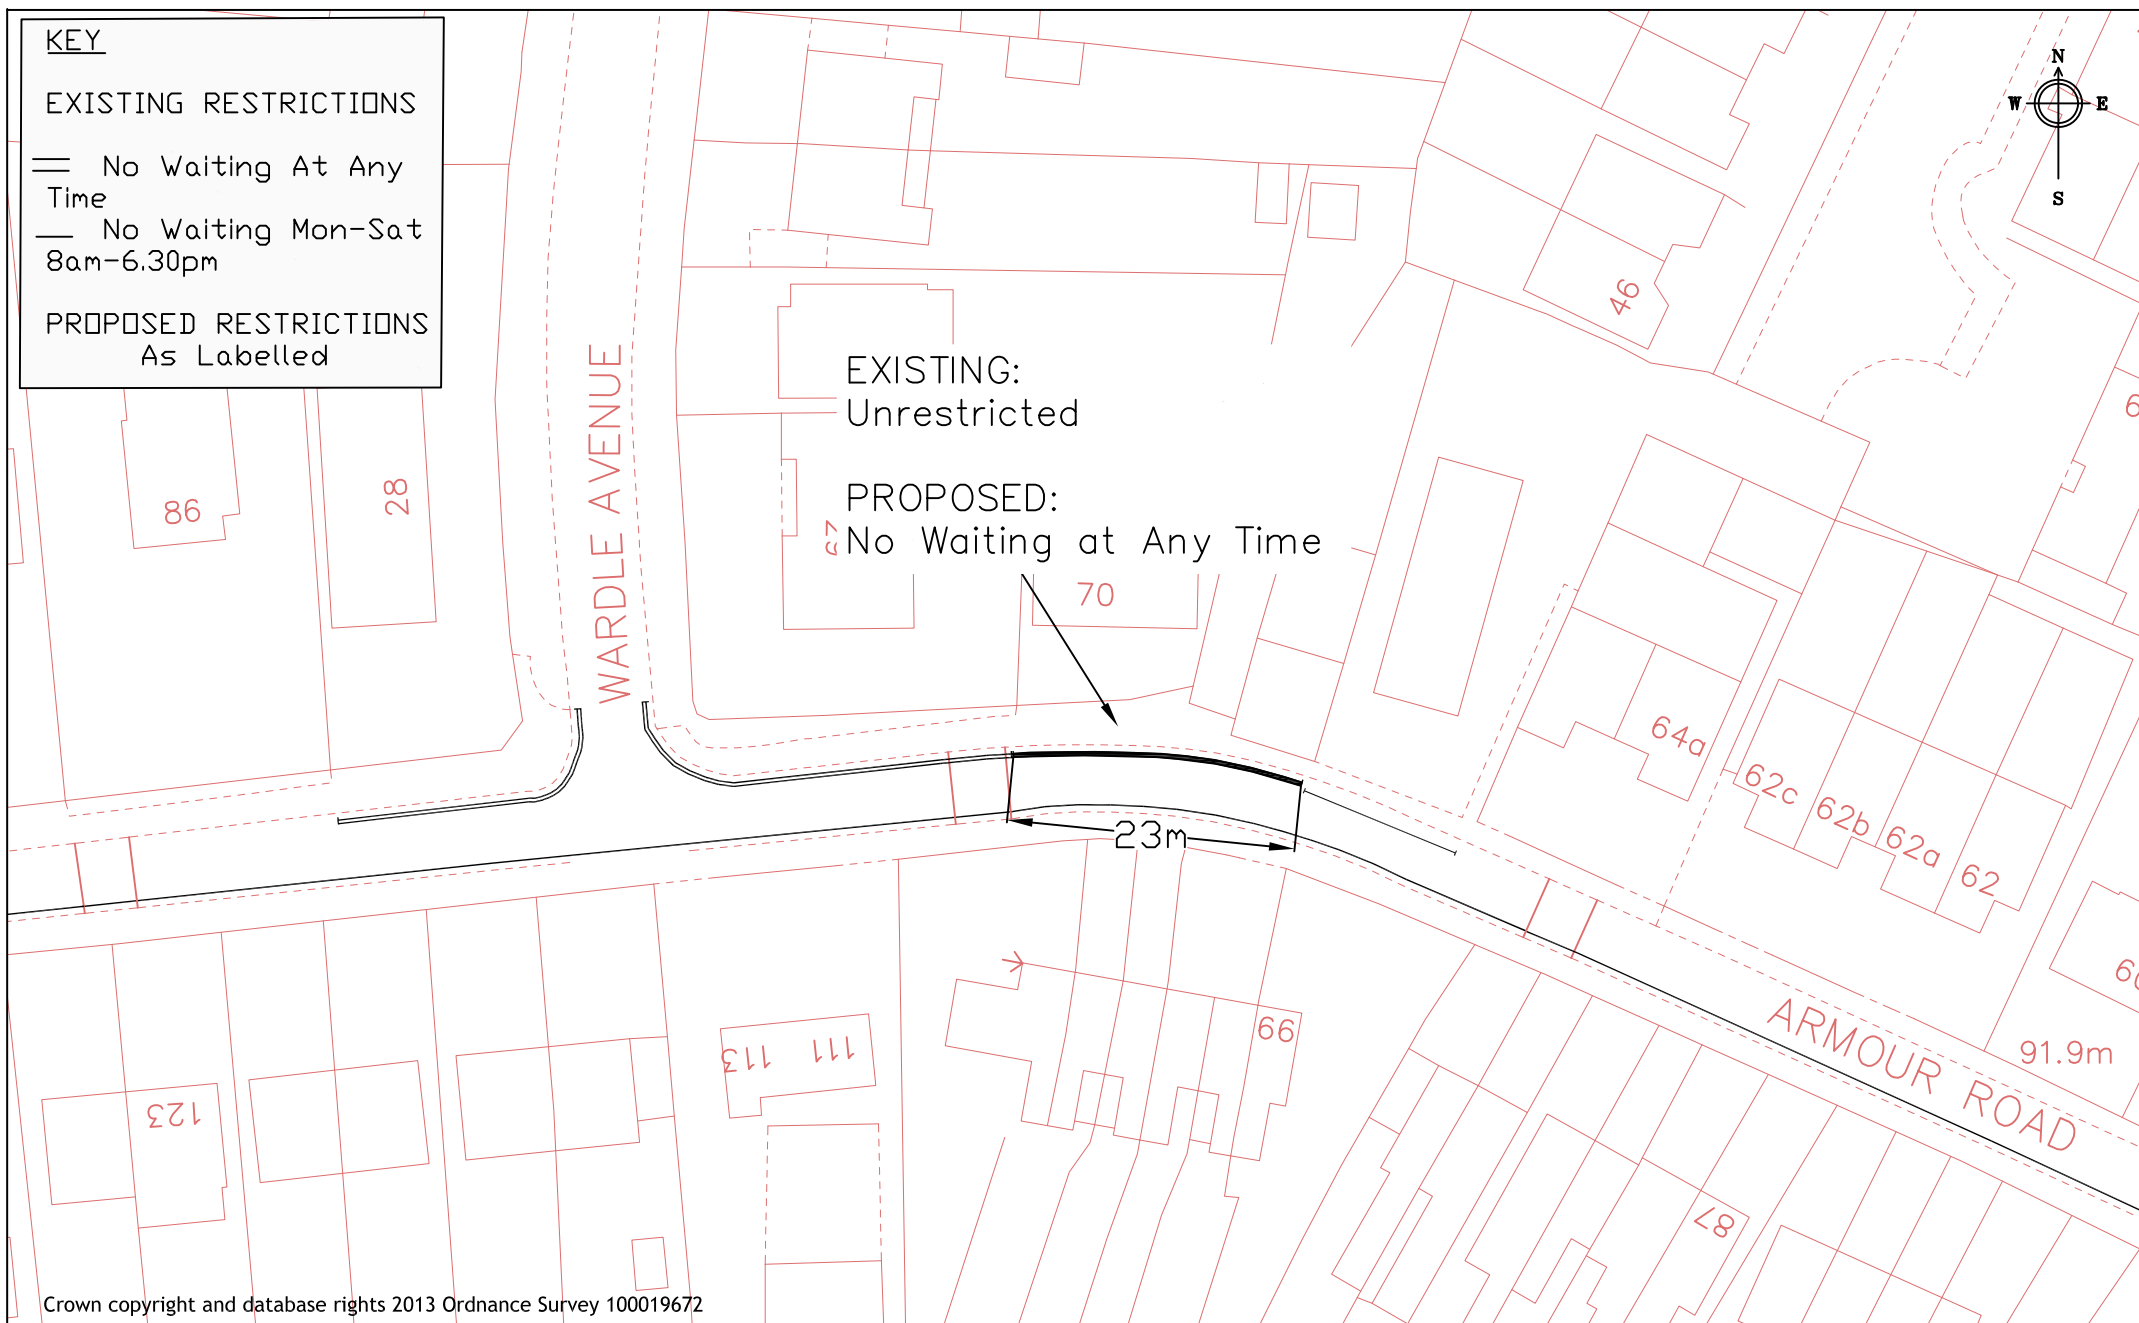 KEY
EXISTING RESTRICTIONS
No Waiting At Any
Time
No Waiting Mon-Sat
8am-6.30pm
PROPOSED RESTRICTIONS
As Labelled
N
W E
S
46
EXISTING:
Unrestricted
PROPOSED:
No Waiting at Any Time
WARDLE AVENUE
86
28
67
70
64a
62c
62b
62a
62
23m
66
111
113
123
87
91.9m
ARMOUR ROAD
Crown copyright and database rights 2013 Ordnance Survey 100019672